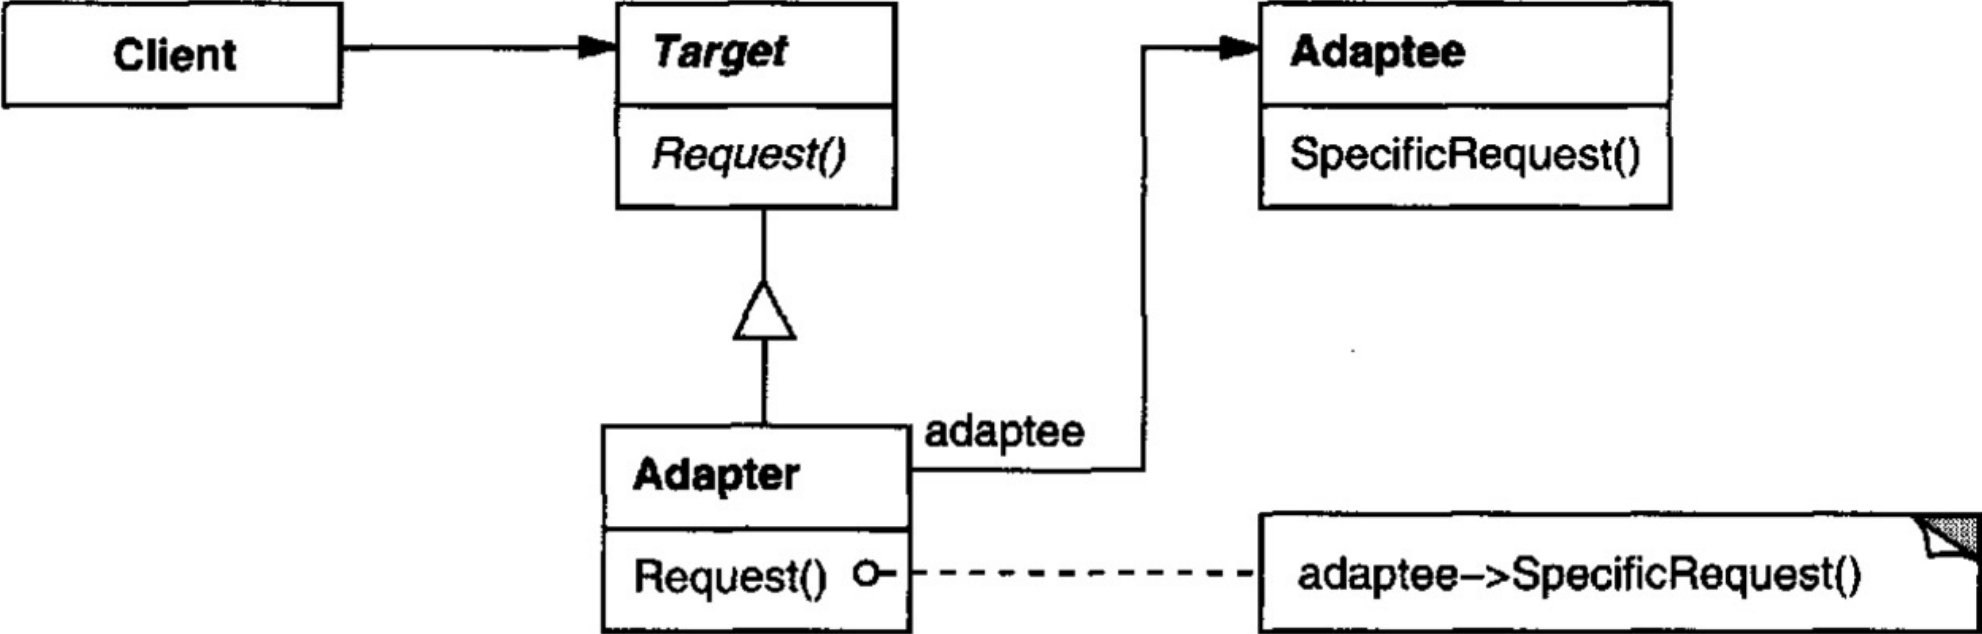 Client
Target
Request()
Adaptee
SpecificRequest()
adaptee
Adapter
Request()
adaptee–>SpecificRequest()